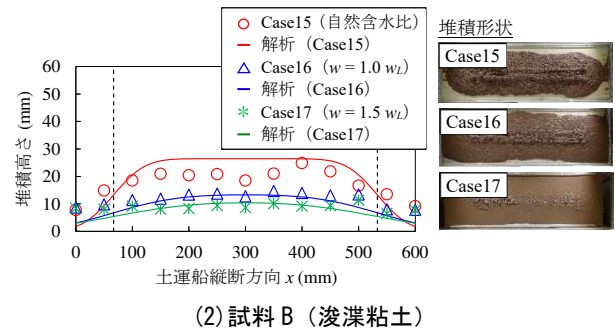 Case15（自然含水比）
解析（Case15）
Case16（w = 1.0 wL）
解析（Case16）
Case17（w = 1.5 wL）
解析（Case17）
堆積形状
Case15
Case16
Case17
堆積高さ (mm)
60
50
40
30
20
10
0
0 100 200 300 400 500 600
土運船縦断方向 x (mm)
(2)試料 B（浚渫粘土）